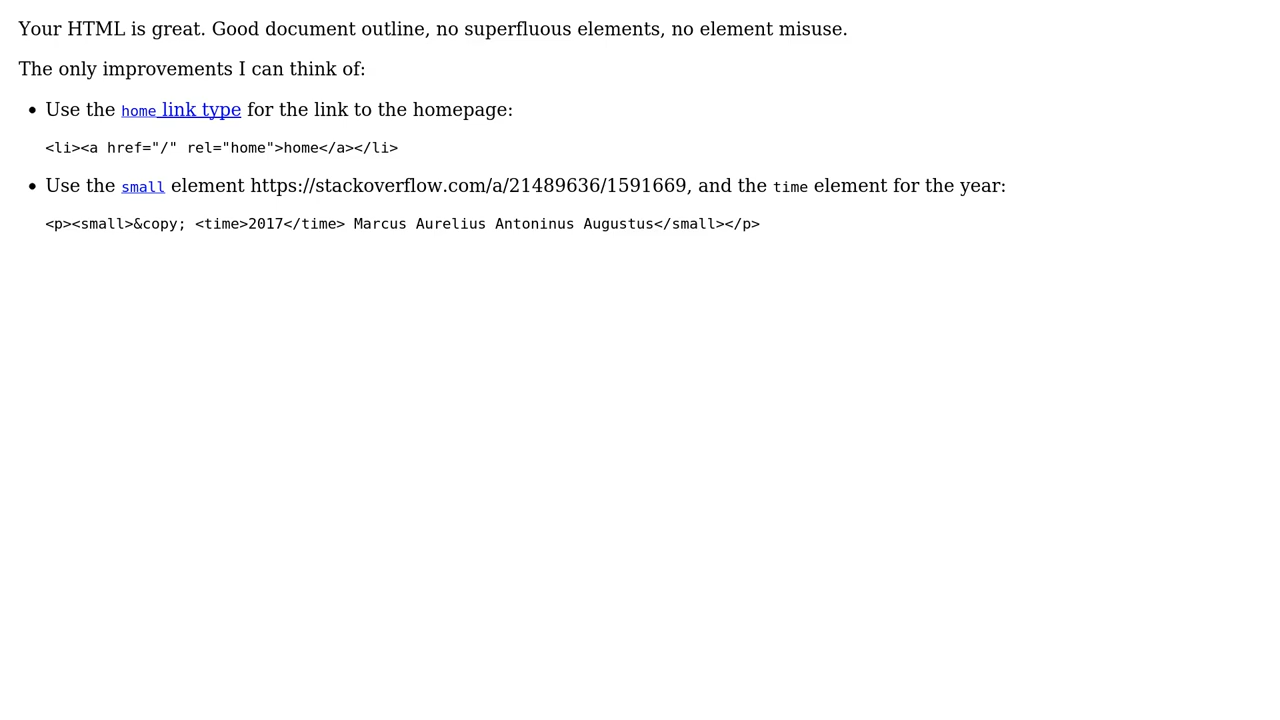 Your HTML is great. Good document outline, no superfluous elements, no element misuse.
The only improvements I can think of:
• Use the home link type for the link to the homepage:
<li><a href="/" rel="home">home</a></li>
• Use the small element https://stackoverflow.com/a/21489636/1591669, and the time element for the year:
<p><small>&copy; <time>2017</time> Marcus Aurelius Antoninus Augustus</small></p>